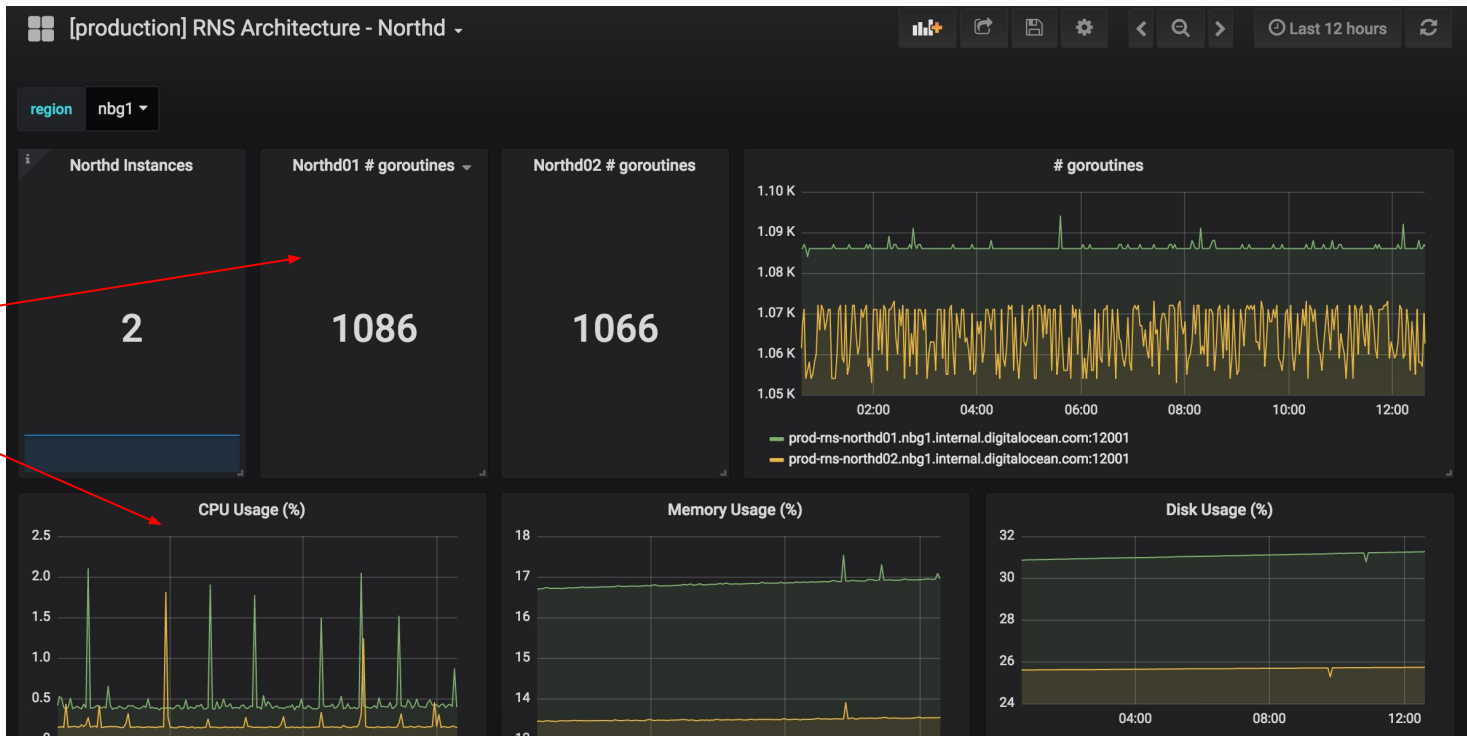 [production] RNS Architecture - Northd
Last 12 hours
region nbg1
i
Northd Instances
2
Northd01 # goroutines
1086
Northd02 # goroutines
1066
# goroutines
1.10 K
1.09 K
1.08 K
1.07 K
1.06 K
1.05 K
02:00 04:00 06:00 08:00 10:00 12:00
prod-rns-northd01.nbg1.internal.digitalocean.com:12001
prod-rns-northd02.nbg1.internal.digitalocean.com:12001
CPU Usage (%)
2.5
2.0
1.5
1.0
0.5
Memory Usage (%)
18
17
16
15
14
Disk Usage (%)
32
30
28
26
24
04:00 08:00 12:00